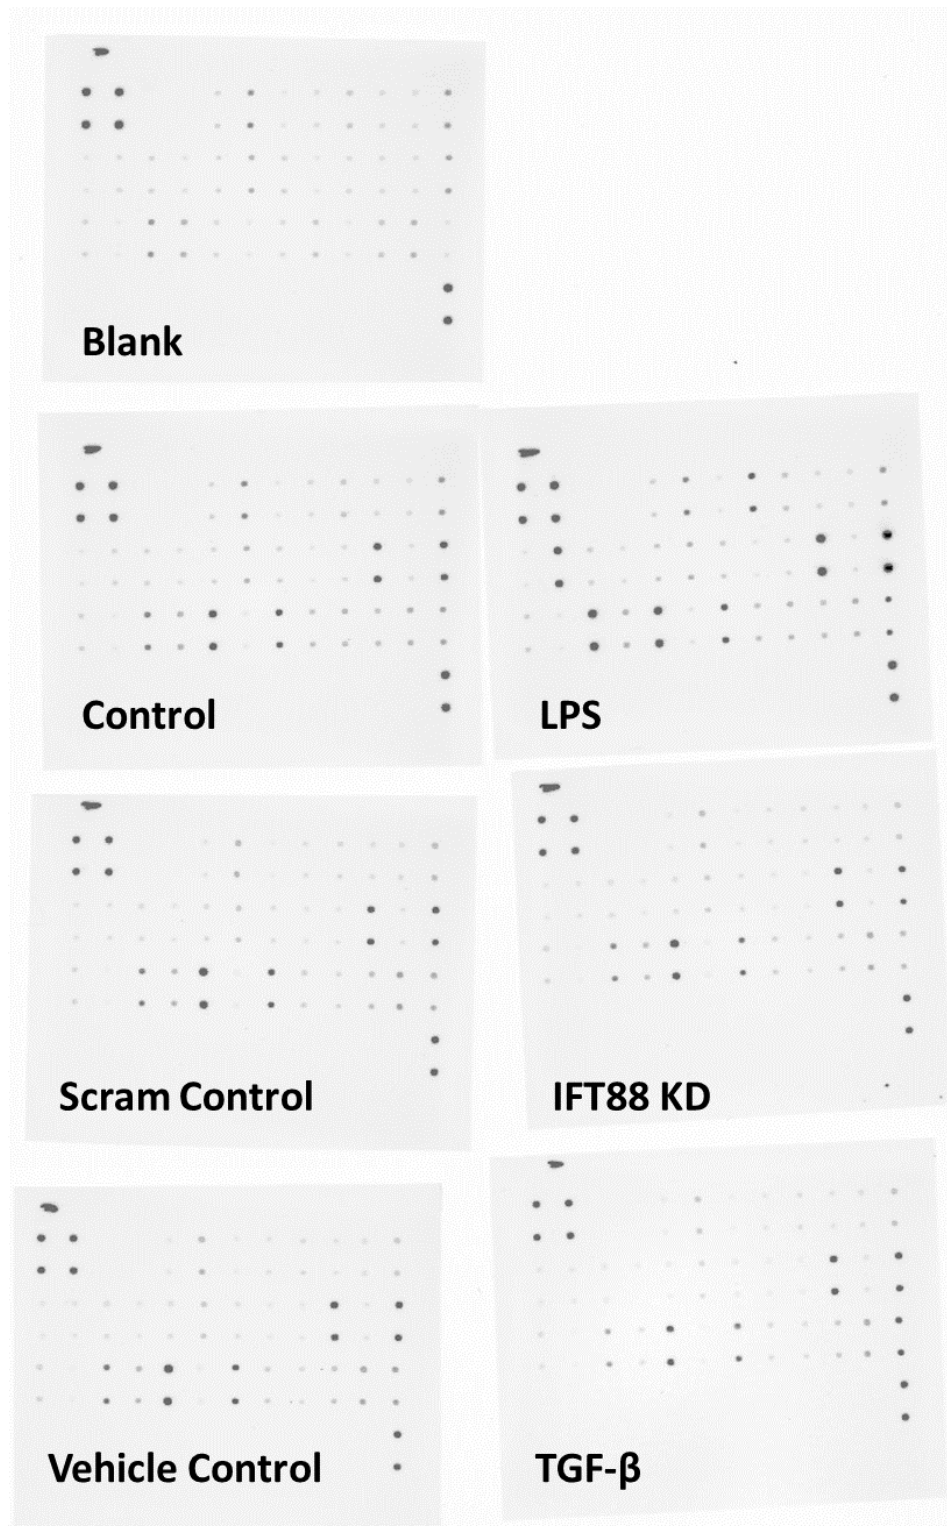 Blank
Control
LPS
Scram Control
IFT88 KD
Vehicle Control
TGF-β